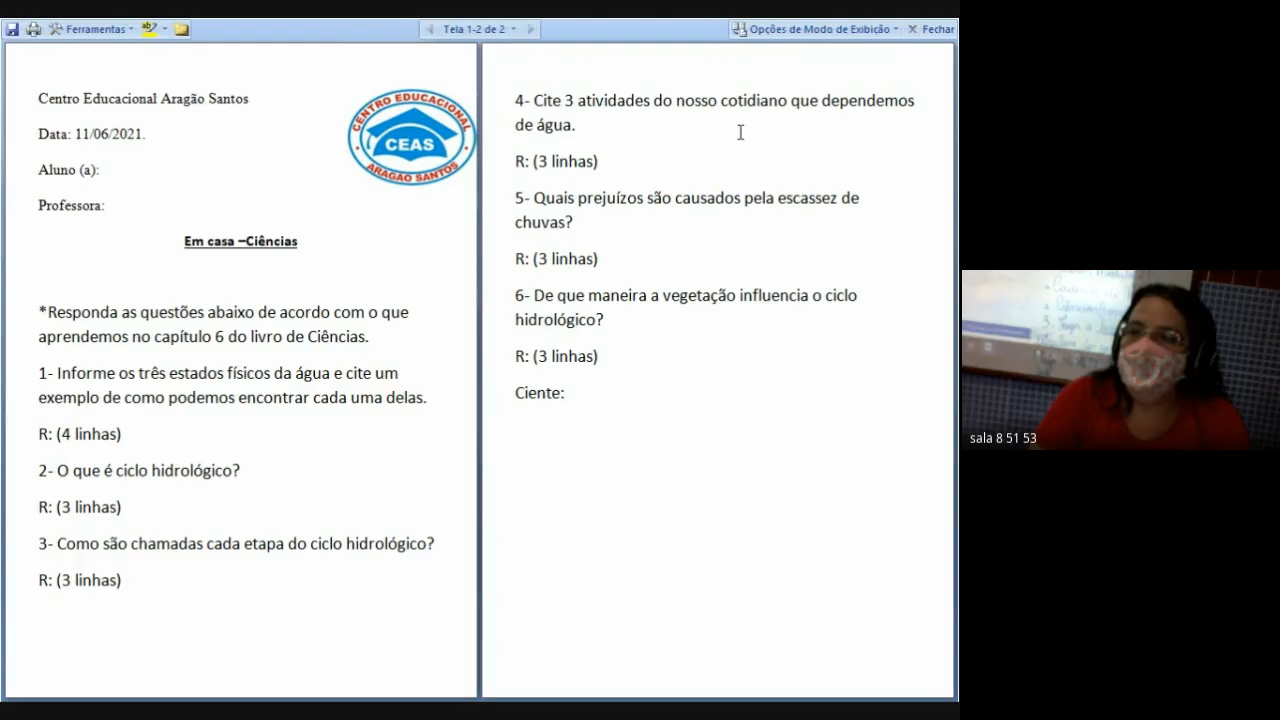 Ferramentas
Tela 1-2 de 2
Opções de Modo de Exibição
Fechar
Centro Educacional Aragão Santos
Data: 11/06/2021.
Aluno (a):
Professora:
CENTRO EDUCACIONAL
CEAS
ARAGÃO SANTOS
Em casa –Ciências
*Responda as questões abaixo de acordo com o que
aprendemos no capítulo 6 do livro de Ciências.
1- Informe os três estados físicos da água e cite um
exemplo de como podemos encontrar cada uma delas.
R: (4 linhas)
2- O que é ciclo hidrológico?
R: (3 linhas)
3- Como são chamadas cada etapa do ciclo hidrológico?
R: (3 linhas)
4- Cite 3 atividades do nosso cotidiano que dependemos
de água.
R: (3 linhas)
5- Quais prejuízos são causados pela escassez de
chuvas?
R: (3 linhas)
6- De que maneira a vegetação influencia o ciclo
hidrológico?
R: (3 linhas)
Ciente:
sala 8 51 53